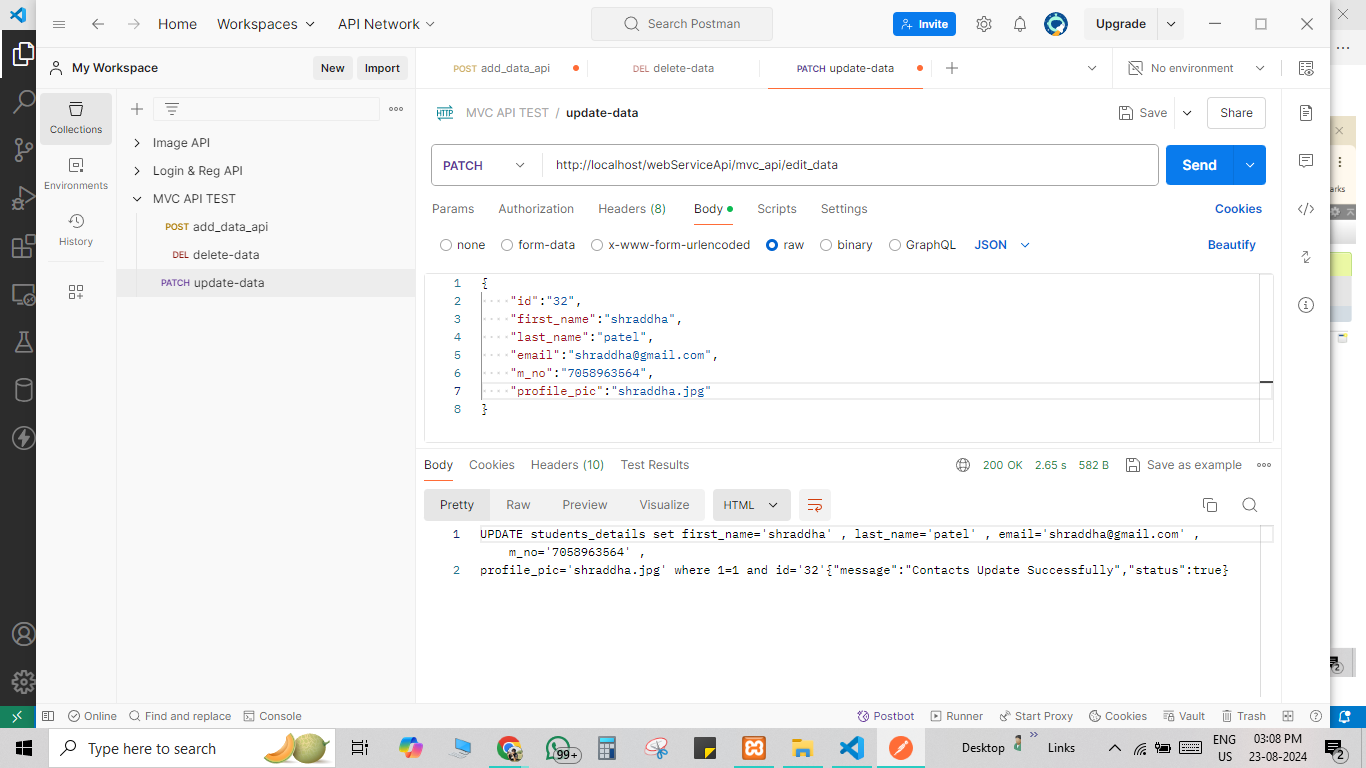 Home Workspaces API Network Search Postman Invite Upgrade
My Workspace New Import
POST add_data_api DEL delete-data PATCH update-data No environment
Collections
Environments
History
Image API
Login & Reg API
MVC API TEST
POST add_data_api
DEL delete-data
PATCH update-data
HTTP MVC API TEST / update-data Save Share
PATCH http://localhost/webServiceApi/mvc_api/edit_data Send
Params Authorization Headers (8) Body Scripts Settings Cookies
none form-data x-www-form-urlencoded raw binary GraphQL JSON Beautify
1 {
2 "id":"32",
3 "first_name":"shraddha",
4 "last_name":"patel",
5 "email":"shraddha@gmail.com",
6 "m_no":"7058963564",
7 "profile_pic":"shraddha.jpg"
8 }
Body Cookies Headers (10) Test Results 200 OK 2.65 s 582 B Save as example
Pretty Raw Preview Visualize HTML
1 UPDATE students_details set first_name='shraddha' , last_name='patel' , email='shraddha@gmail.com' ,
m_no='7058963564' ,
2 profile_pic='shraddha.jpg' where 1=1 and id='32'{"message":"Contacts Update Successfully","status":true}
Online Find and replace Console Postbot Runner Start Proxy Cookies Vault Trash
Type here to search 99+ Desktop Links ENG US 03:08 PM 23-08-2024 2
arks
2